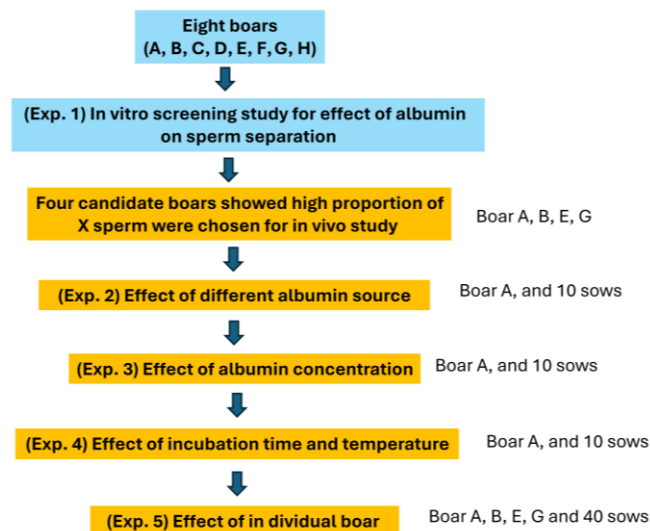 Eight boars
(A, B, C, D, E, F, G, H)
(Exp. 1) In vitro screening study for effect of albumin
on sperm separation
Four candidate boars showed high proportion of
X sperm were chosen for in vivo study
Boar A, B, E, G
(Exp. 2) Effect of different albumin source
Boar A, and 10 sows
(Exp. 3) Effect of albumin concentration
Boar A, and 10 sows
(Exp. 4) Effect of incubation time and temperature
Boar A, and 10 sows
(Exp. 5) Effect of in dividual boar
Boar A, B, E, G and 40 sows